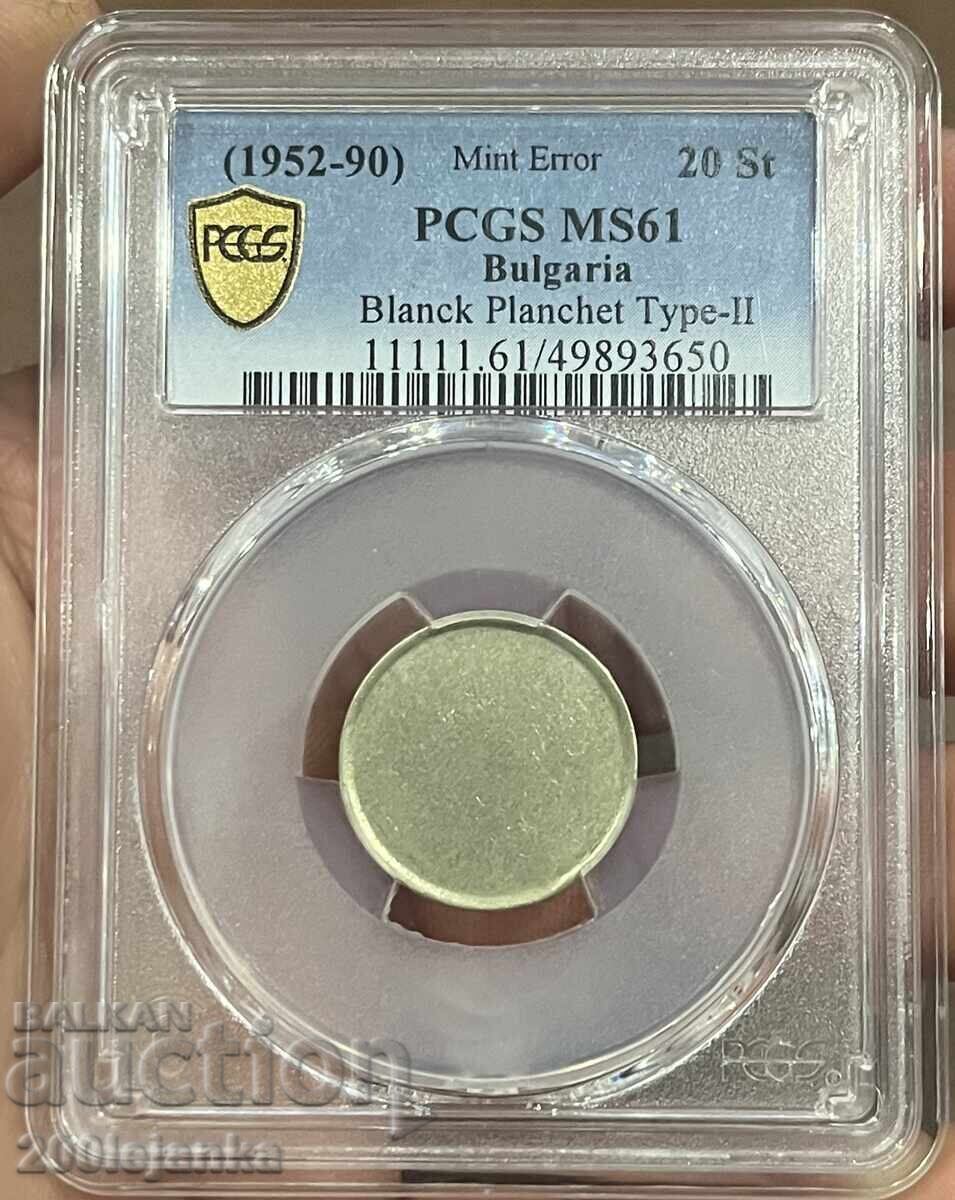 (1952-90) Mint Error 20 St
PCGS MS61
PCGS.
Bulgaria
Blanck Planchet Type-II
11111.61/49893650
PCGS
BALKAN
auction
200lejanka